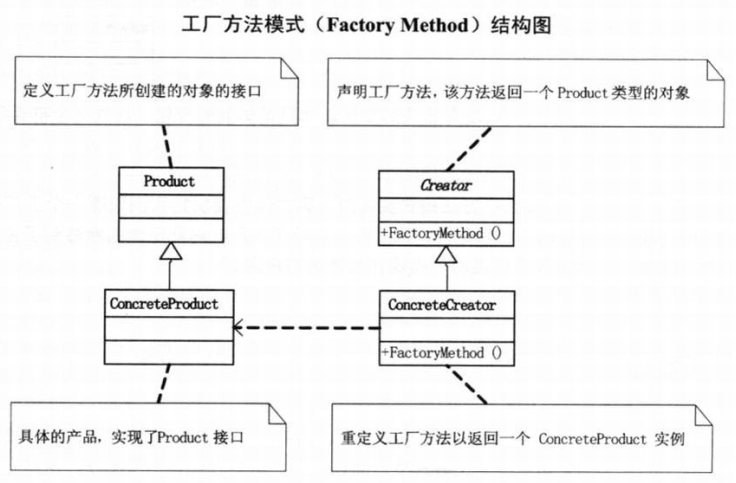 工厂方法模式（Factory Method）结构图
定义工厂方法所创建的对象的接口
声明工厂方法，该方法返回一个 Product 类型的对象
Product
Creator
+FactoryMethod ()
ConcreteProduct
ConcreteCreator
+FactoryMethod ()
具体的产品，实现了Product 接口
重定义工厂方法以返回一个 ConcreteProduct 实例